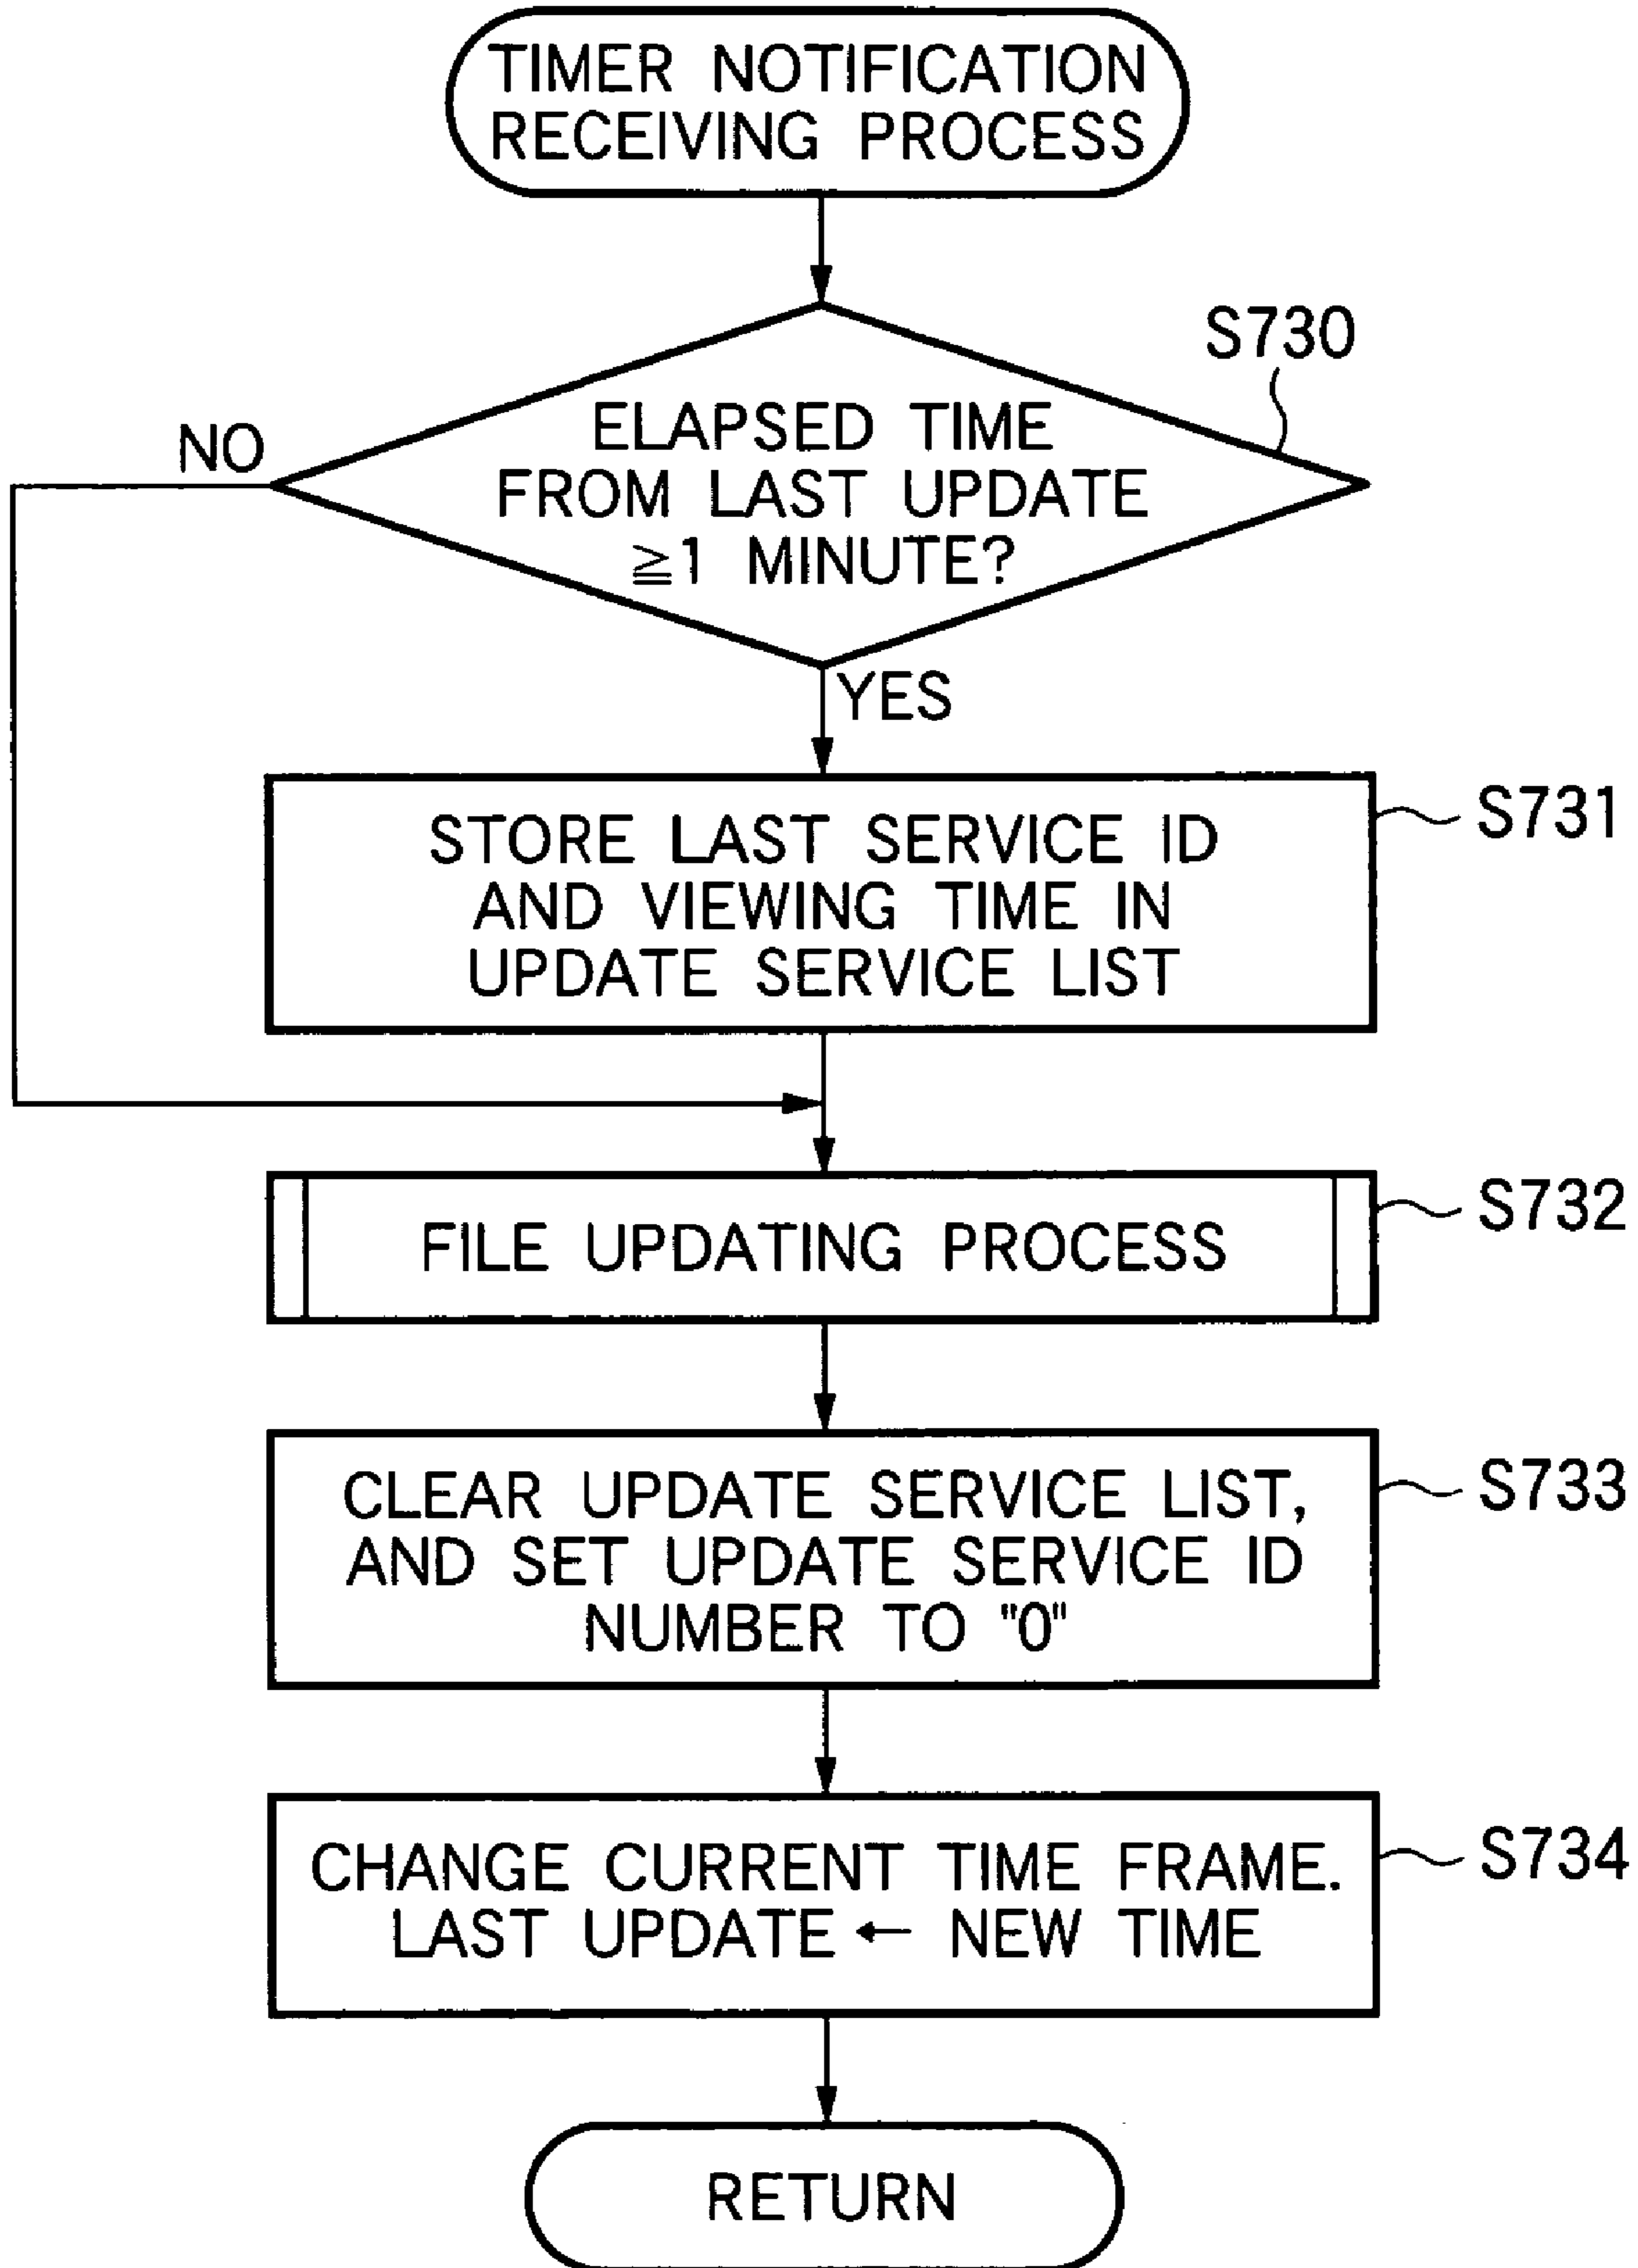 TIMER NOTIFICATION
RECEIVING PROCESS
S730
ELAPSED TIME
FROM LAST UPDATE
≧1 MINUTE?
NO
YES
S731
STORE LAST SERVICE ID
AND VIEWING TIME IN
UPDATE SERVICE LIST
S732
FILE UPDATING PROCESS
S733
CLEAR UPDATE SERVICE LIST,
AND SET UPDATE SERVICE ID
NUMBER TO "0"
S734
CHANGE CURRENT TIME FRAME.
LAST UPDATE ← NEW TIME
RETURN